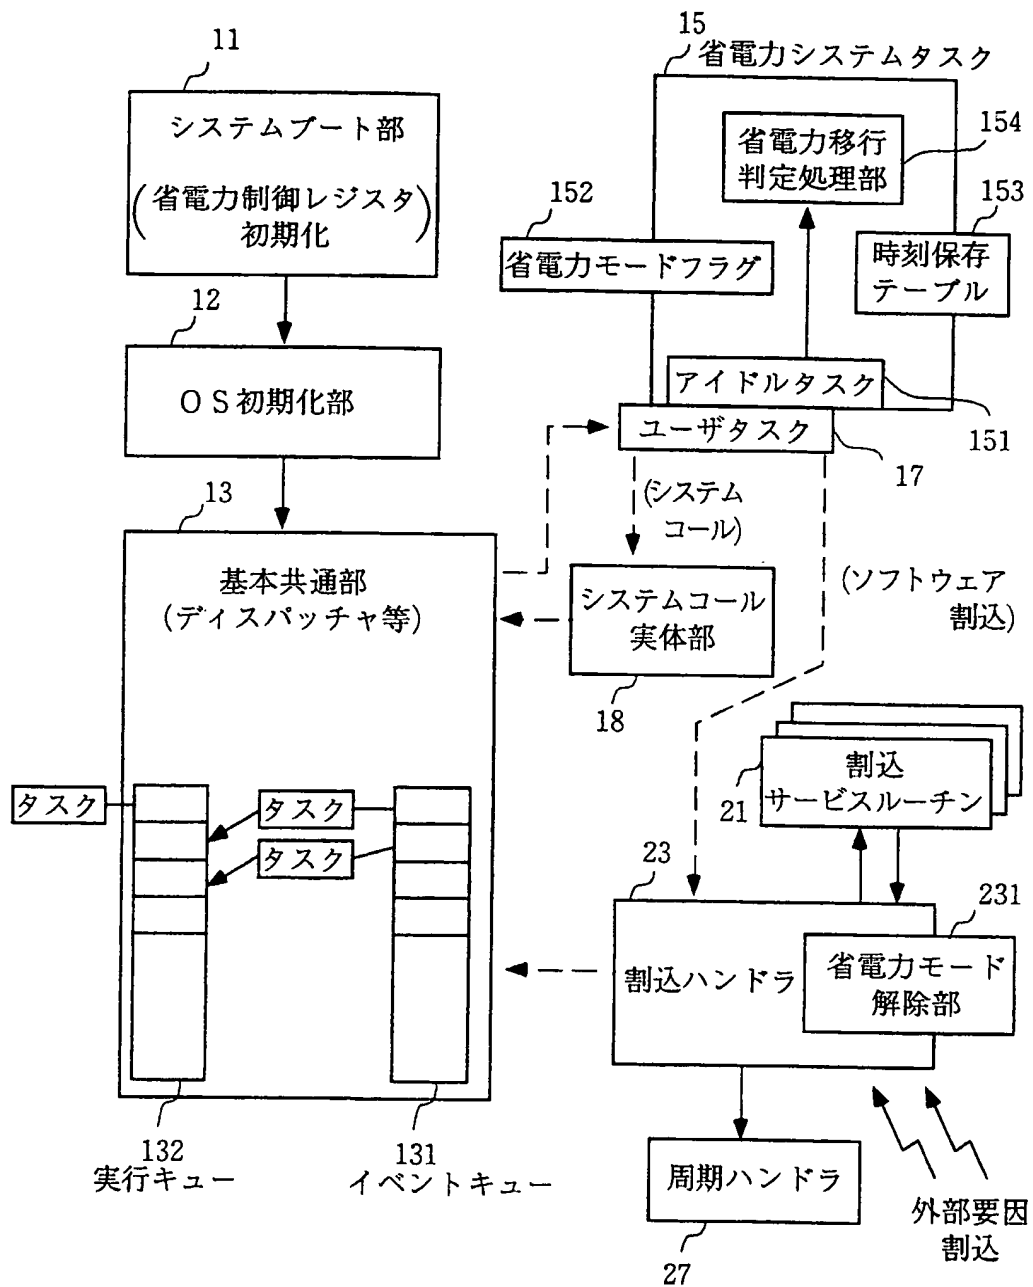 11
システムブート部
(省電力制御レジスタ)
初期化
12
OS初期化部
13
基本共通部
(ディスパッチャ等)
タスク
タスク
タスク
132
実行キュー
131
イベントキュー
15
省電力システムタスク
省電力移行
判定処理部
154
152
省電力モードフラグ
153
時刻保存
テーブル
アイドルタスク
151
ユーザタスク
17
(システム
コール)
システムコール
実体部
18
(ソフトウェア
割込)
割込
サービスルーチン
21
23
割込ハンドラ
231
省電力モード
解除部
周期ハンドラ
27
外部要因
割込